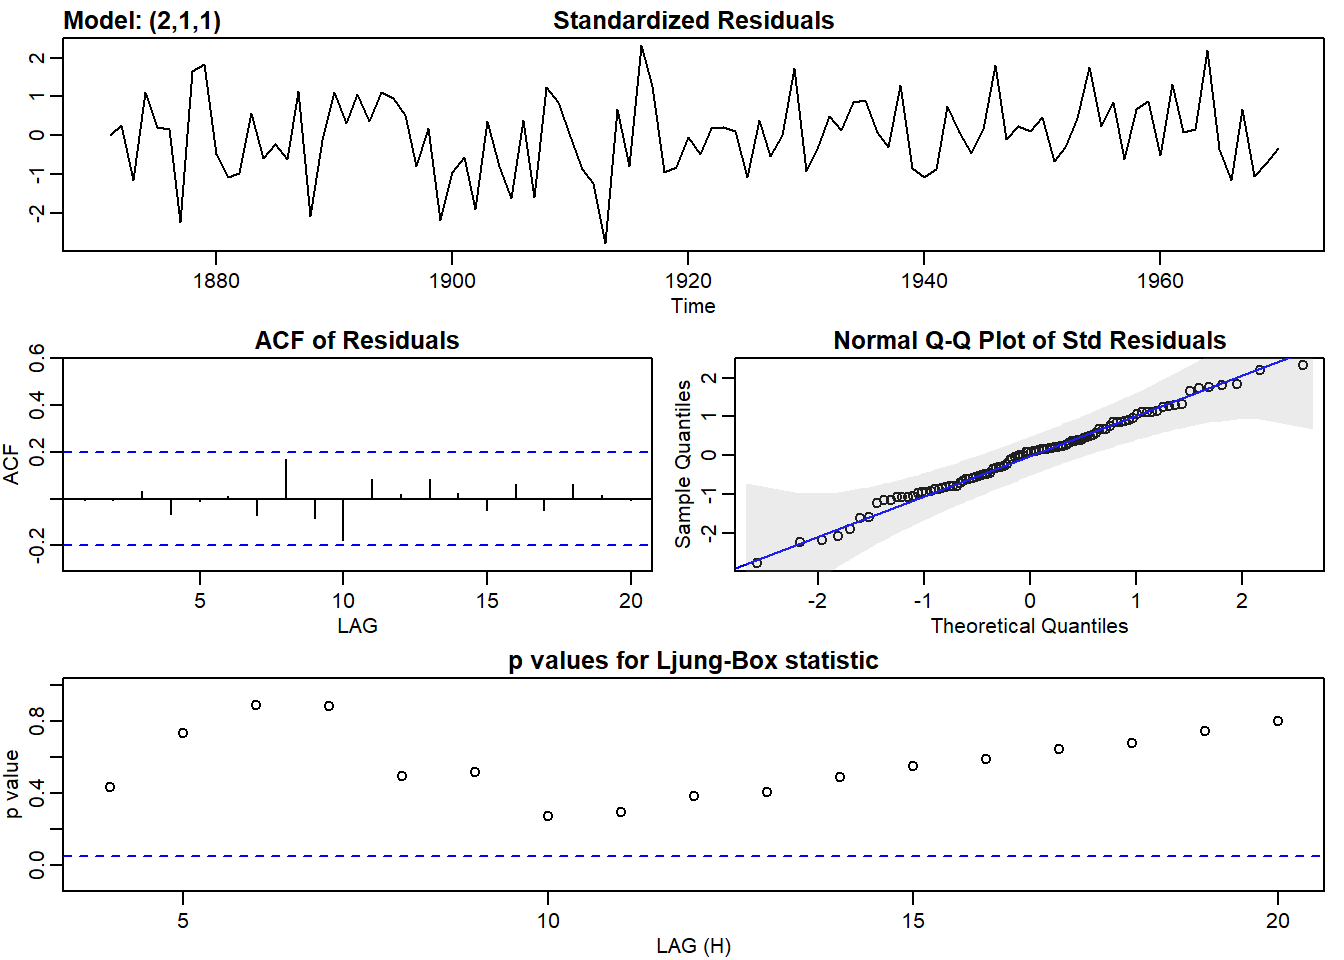 Model: (2,1,1) Standardized Residuals
2
1
0
-1
-2
1880 1900 1920 1940 1960
Time
ACF of Residuals
ACF
0.6
0.4
0.2
-0.2
5 10 15 20
LAG
Normal Q-Q Plot of Std Residuals
Sample Quantiles
2
1
0
-1
-2
-2 -1 0 1 2
Theoretical Quantiles
p values for Ljung-Box statistic
p value
0.8
0.4
0.0
5 10 15 20
LAG (H)